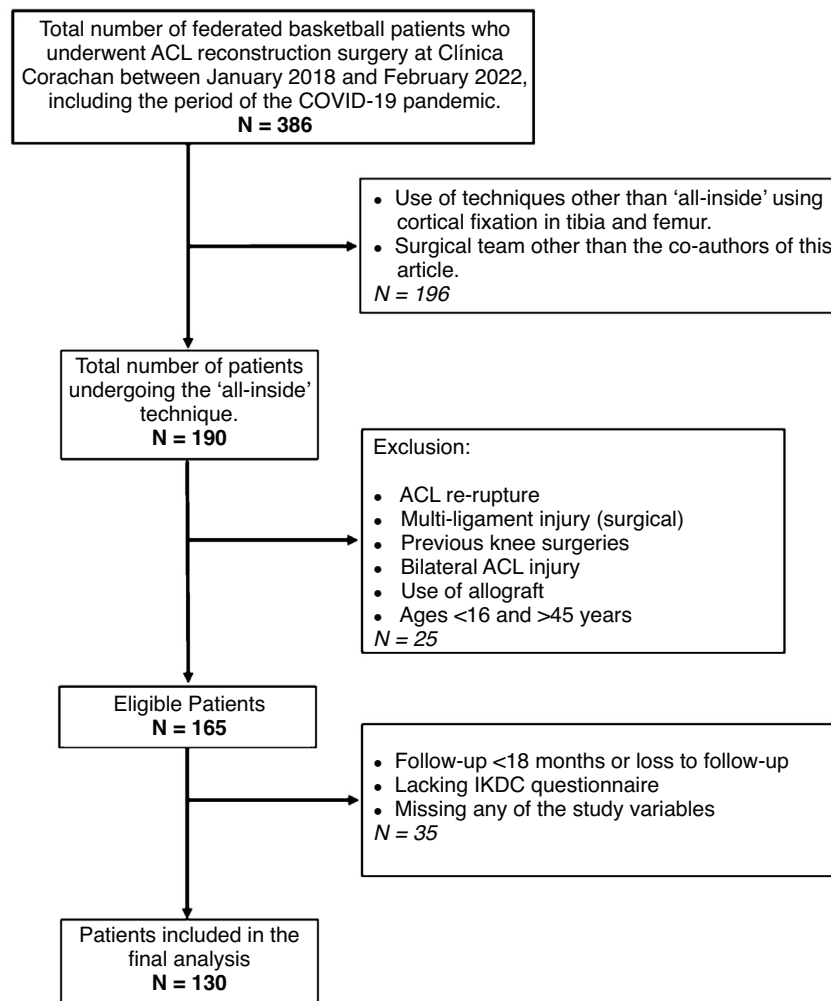 Total number of federated basketball patients who
underwent ACL reconstruction surgery at Clínica
Corachan between January 2018 and February 2022,
including the period of the COVID-19 pandemic.
N = 386
• Use of techniques other than ‘all-inside’ using
cortical fixation in tibia and femur.
• Surgical team other than the co-authors of this
article.
N = 196
Total number of patients
undergoing the ‘all-inside’
technique.
N = 190
Exclusion:
• ACL re-rupture
• Multi-ligament injury (surgical)
• Previous knee surgeries
• Bilateral ACL injury
• Use of allograft
• Ages <16 and >45 years
N = 25
Eligible Patients
N = 165
• Follow-up <18 months or loss to follow-up
• Lacking IKDC questionnaire
• Missing any of the study variables
N = 35
Patients included in the
final analysis
N = 130